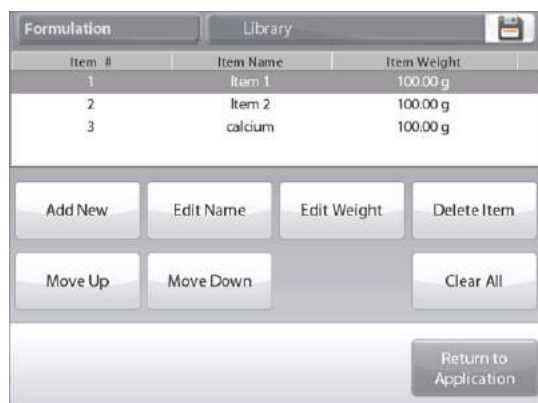 Formulation Library
Item # Item Name Item Weight
1 Item 1 100.00 g
2 Item 2 100.00 g
3 calcium 100.00 g
Add New Edit Name Edit Weight Delete Item
Move Up Move Down Clear All
Return to
Application